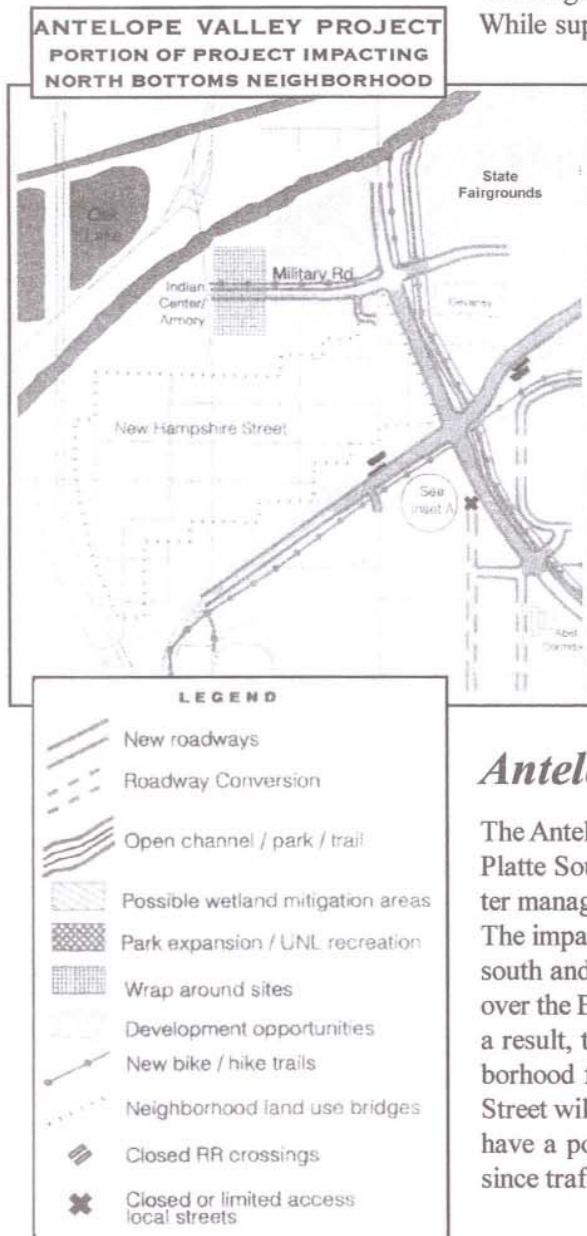 While sup
ANTELOPE VALLEY PROJECT
PORTION OF PROJECT IMPACTING
NORTH BOTTOMS NEIGHBORHOOD
State
Fairgrounds
Oak
Lake
Military Rd.
Indian
Center/
Armory
Devaney
New Hampshire Street
See
Inset A
Abel
LEGEND
New roadways
Roadway Conversion
Open channel / park / trail
Possible wetland mitigation areas
Park expansion / UNL recreation
Wrap around sites
Development opportunities
New bike / hike trails
Neighborhood land use bridges
Closed RR crossings
Closed or limited access
local streets
Antel
The Antel
Platte Sou
ter manag
The impa
south and
over the E
a result, t
borhood
Street wil
have a po
since traf